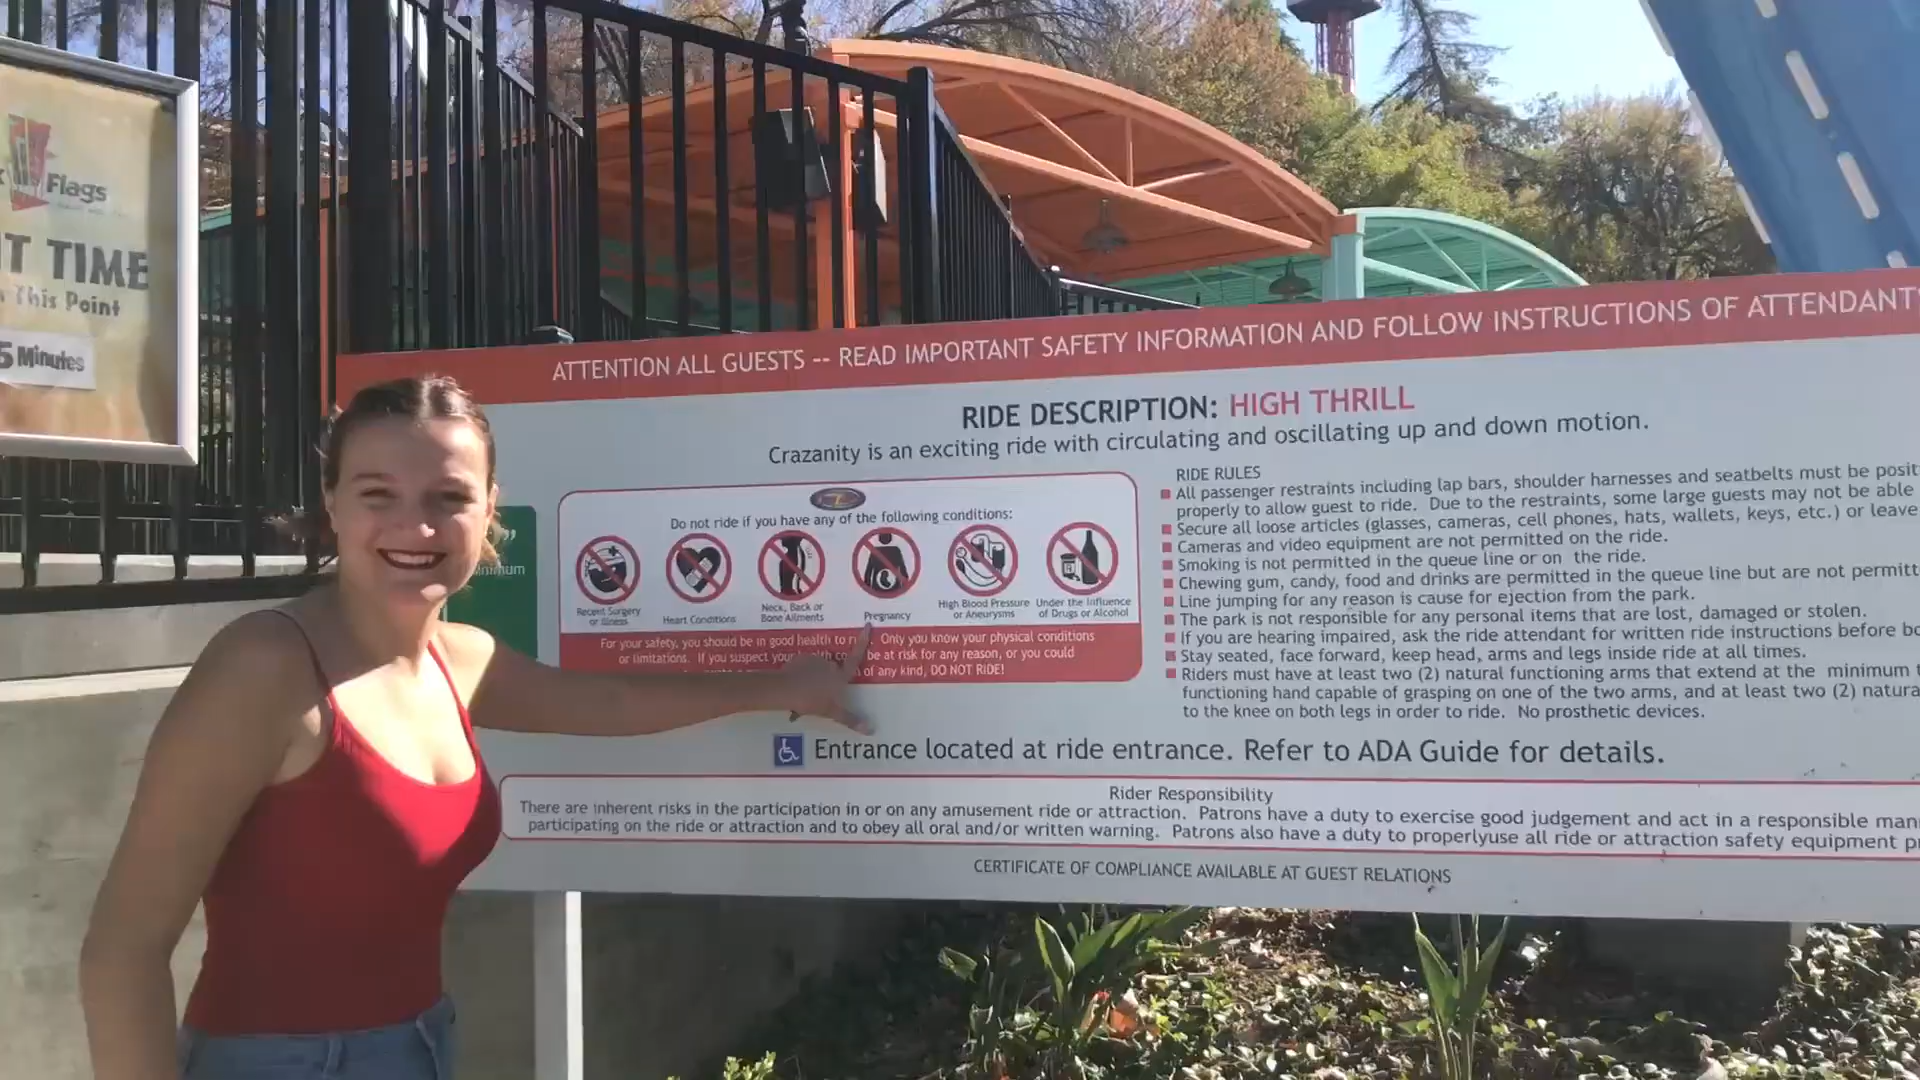 Flags
IT TIME
This Point
5 Minutes
ATTENTION ALL GUESTS -- READ IMPORTANT SAFETY INFORMATION AND FOLLOW INSTRUCTIONS OF ATTENDANT
RIDE DESCRIPTION: HIGH THRILL
Crazanity is an exciting ride with circulating and oscillating up and down motion.
Do not ride if you have any of the following conditions:
Recent Surgery
or Illness
Heart Conditions
Neck, Back or
Bone Ailments
Pregnancy
High Blood Pressure
or Aneurysms
Under the Influence
of Drugs or Alcohol
For your safety, you should be in good health to Only you know your physical conditions
or limitations. If you suspect your be at risk for any reason, or you could
of any kind, DO NOT RIDE!
RIDE RULES
All passenger restraints including lap bars, shoulder harnesses and seatbelts must be posit
properly to allow guest to ride. Due to the restraints, some large guests may not be able
Secure all loose articles (glasses, cameras, cell phones, hats, wallets, keys, etc.) or leave
Cameras and video equipment are not permitted on the ride.
Smoking is not permitted in the queue line or on the ride.
Chewing gum, candy, food and drinks are permitted in the queue line but are not permitt
Line jumping for any reason is cause for ejection from the park.
The park is not responsible for any personal items that are lost, damaged or stolen.
If you are hearing impaired, ask the ride attendant for written ride instructions before bo
Stay seated, face forward, keep head, arms and legs inside ride at all times.
Riders must have at least two (2) natural functioning arms that extend at the minimum t
functioning hand capable of grasping on one of the two arms, and at least two (2) natura
to the knee on both legs in order to ride. No prosthetic devices.
Entrance located at ride entrance. Refer to ADA Guide for details.
Rider Responsibility
There are inherent risks in the participation in or on any amusement ride or attraction. Patrons have a duty to exercise good judgement and act in a responsible man
participating on the ride or attraction and to obey all oral and/or written warning. Patrons also have a duty to properlyuse all ride or attraction safety equipment p
CERTIFICATE OF COMPLIANCE AVAILABLE AT GUEST RELATIONS